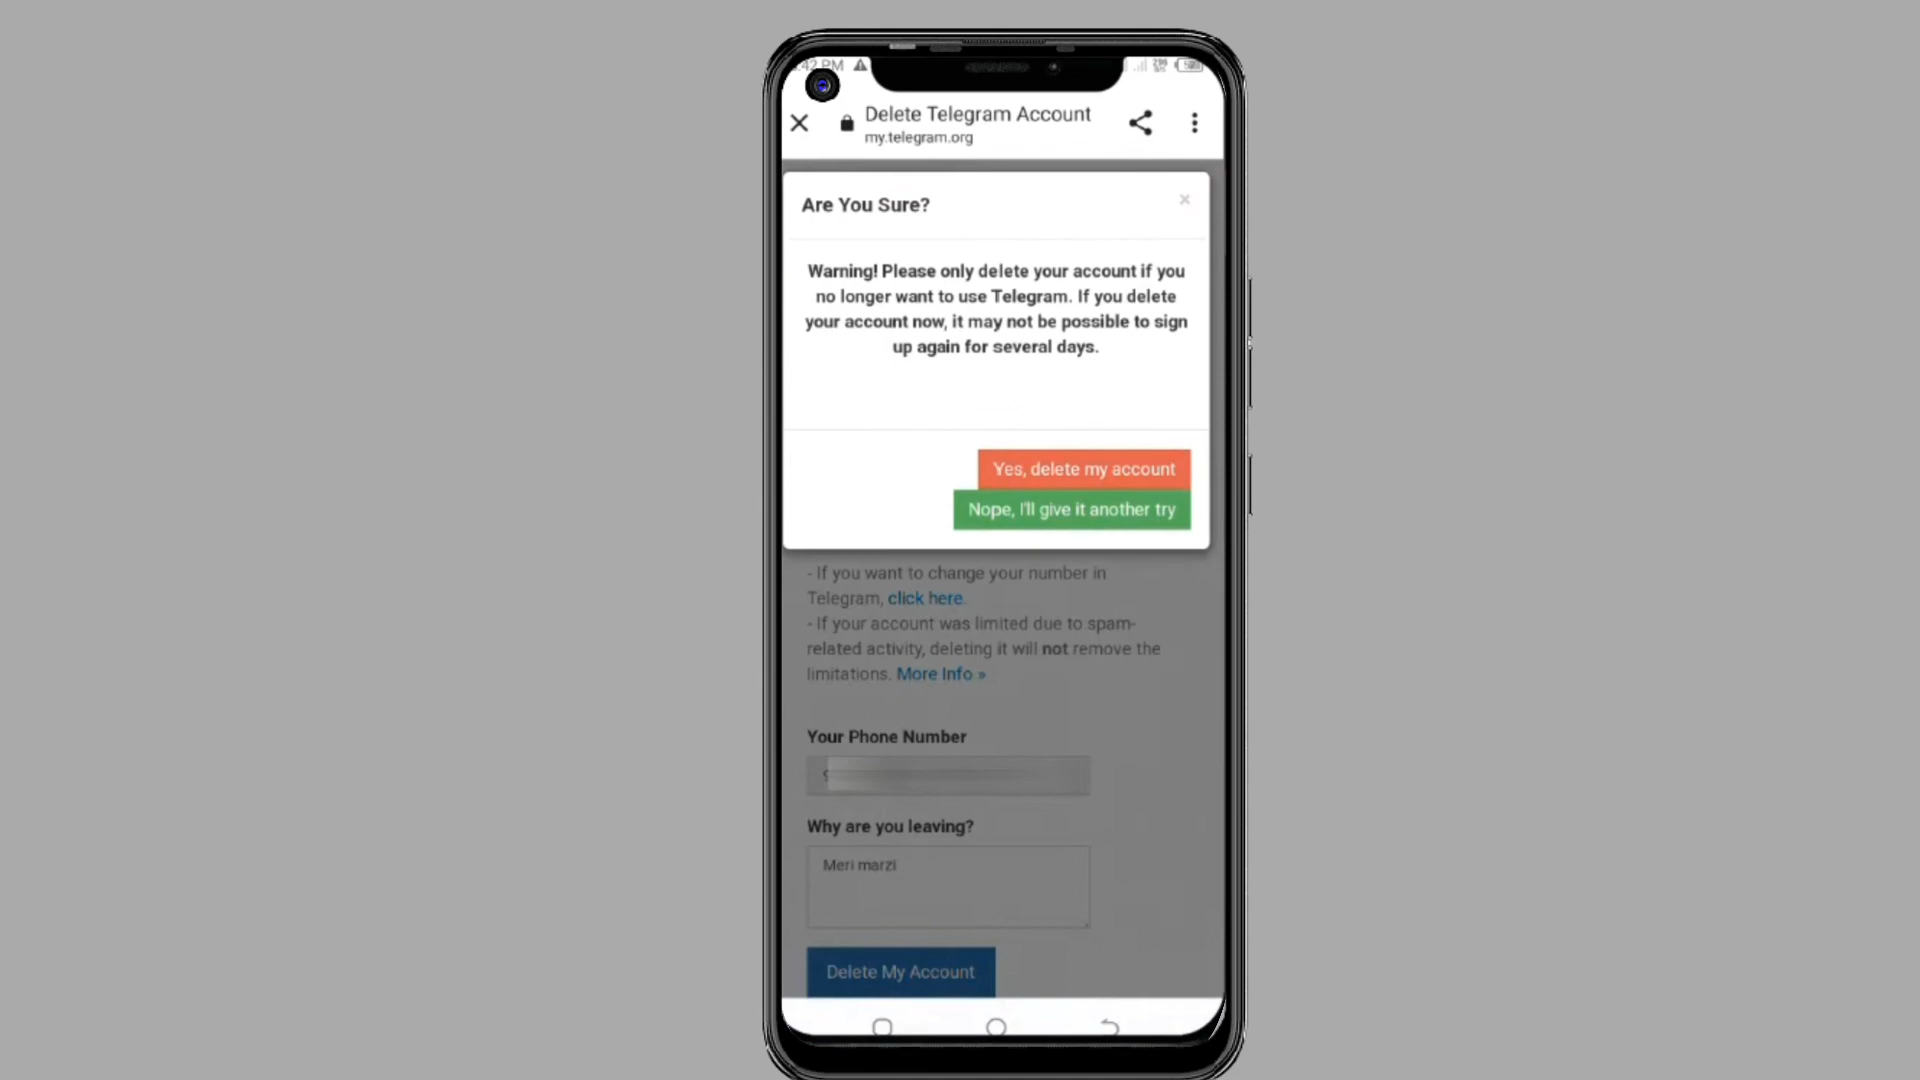 Delete Telegram Account
my.telegram.org
Are You Sure?
Warning! Please only delete your account if you
no longer want to use Telegram. If you delete
your account now, it may not be possible to sign
up again for several days.
Yes, delete my account
Nope, I'll give it another try
- If you want to change your number in
Telegram, click here.
- If your account was limited due to spam-
related activity, deleting it will not remove the
limitations. More Info »
Your Phone Number
Why are you leaving?
Meri marzi
Delete My Account